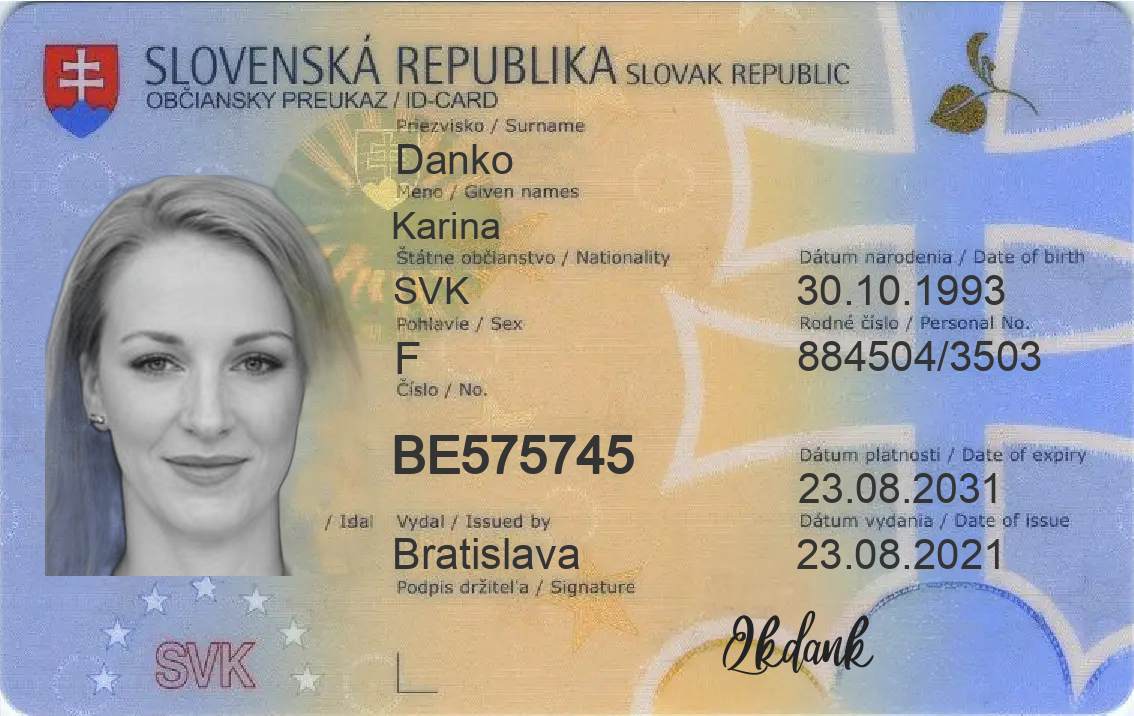 SLOVENSKÁ REPUBLIKA SLOVAK REPUBLIC
OBČIANSKY PREUKAZ / ID-CARD
Priezvisko / Surname
Danko
Meno / Given names
Karina
Štátne občianstvo / Nationality
SVK
Dátum narodenia / Date of birth
30.10.1993
Pohlavie / Sex
F
Rodné číslo / Personal No.
884504/3503
Číslo / No.
BE575745
Dátum platnosti / Date of expiry
23.08.2031
/ Idal
Vydal / Issued by
Bratislava
Dátum vydania / Date of issue
23.08.2021
Podpis držiteľa / Signature
SVK